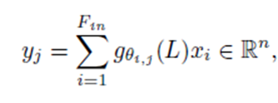 y_j = \sum_{i=1}^{F_{in}} g_{\theta_{i,j}}(L) x_i \in \mathbb{R}^n,